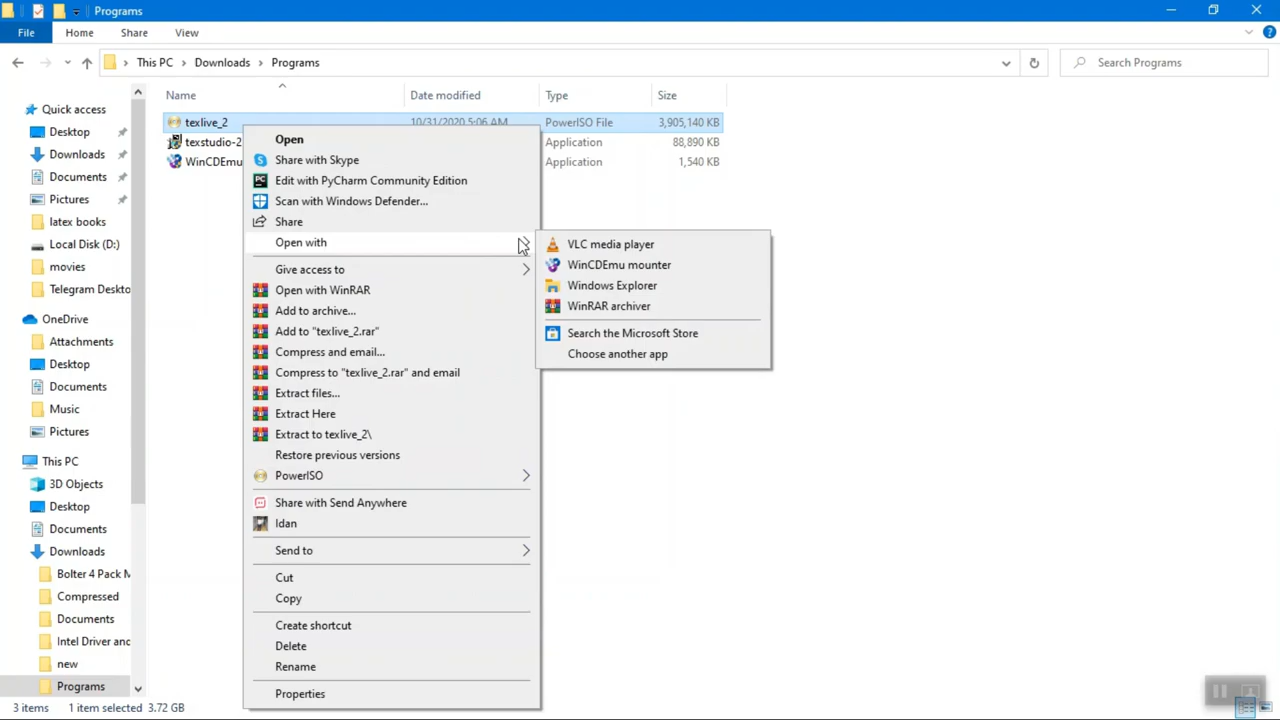 Programs
File Home Share View
This PC Downloads Programs
Search Programs
Name Date modified Type Size
Quick access
Desktop
Downloads
Documents
Pictures
latex books
Local Disk (D:)
movies
Telegram Deskto
OneDrive
Attachments
Desktop
Documents
Music
Pictures
This PC
3D Objects
Desktop
Documents
Downloads
Bolter 4 Pack M
Compressed
Documents
Intel Driver and
new
Programs
texlive_2 10/31/2020 5:06 AM PowerISO File 3,905,140 KB
texstudio-2 Application 88,890 KB
WinCDEmu Application 1,540 KB
Open
Share with Skype
Edit with PyCharm Community Edition
Scan with Windows Defender...
Share
Open with
Give access to
Open with WinRAR
Add to archive...
Add to "texlive_2.rar"
Compress and email...
Compress to "texlive_2.rar" and email
Extract files...
Extract Here
Extract to texlive_2\
Restore previous versions
PowerISO
Share with Send Anywhere
Idan
Send to
Cut
Copy
Create shortcut
Delete
Rename
Properties
VLC media player
WinCDEmu mounter
Windows Explorer
WinRAR archiver
Search the Microsoft Store
Choose another app
3 items 1 item selected 3.72 GB